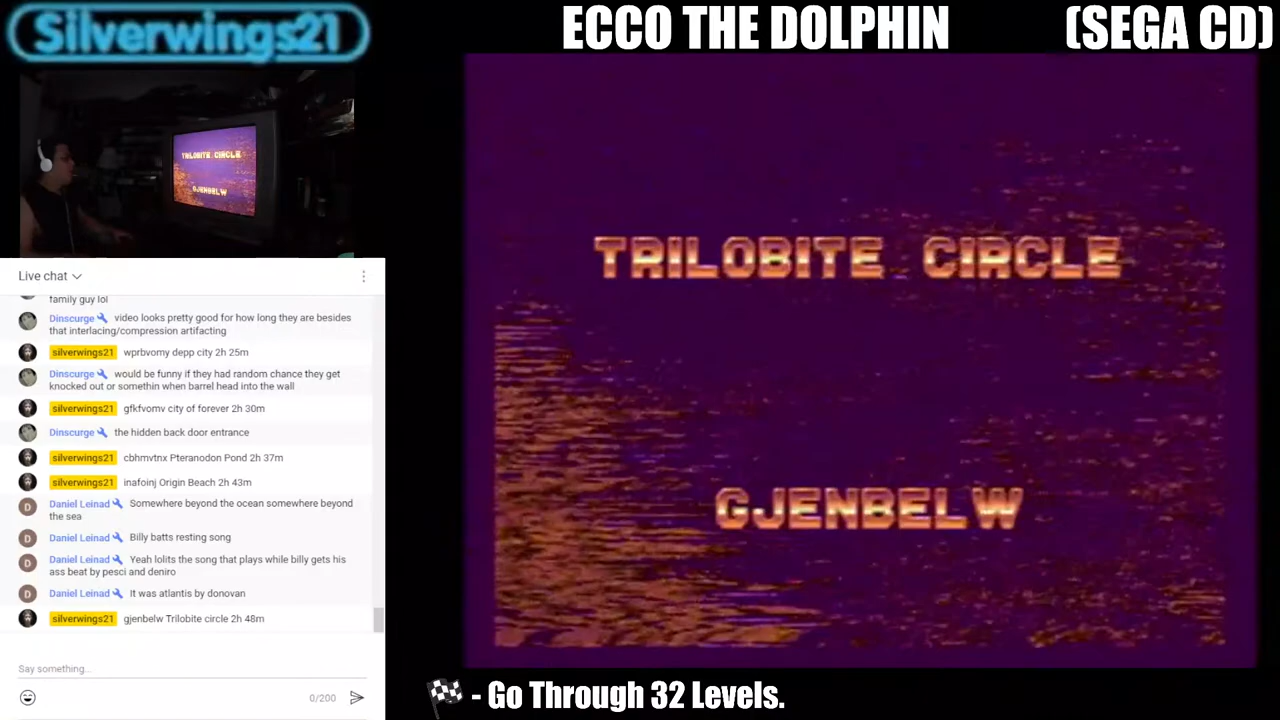 Silverwings21
ECCO THE DOLPHIN (SEGA CD)
TRILOBITE CIRCLE
GJENBELW
TRILOBITE CIRCLE
GJENBELW
Live chat
family guy lol
Dinscurge video looks pretty good for how long they are besides
that interlacing/compression artifacting
silverwings21 wprbvomy depp city 2h 25m
Dinscurge would be funny if they had random chance they get
knocked out or somethin when barrel head into the wall
silverwings21 gfkfvomv city of forever 2h 30m
Dinscurge the hidden back door entrance
silverwings21 cbhmvtnx Pteranodon Pond 2h 37m
silverwings21 inafoinj Origin Beach 2h 43m
D Daniel Leinad Somewhere beyond the ocean somewhere beyond
the sea
D Daniel Leinad Billy batts resting song
D Daniel Leinad Yeah lolits the song that plays while billy gets his
ass beat by pesci and deniro
D Daniel Leinad It was atlantis by donovan
silverwings21 gjenbelw Trilobite circle 2h 48m
Say something...
0/200
- Go Through 32 Levels.